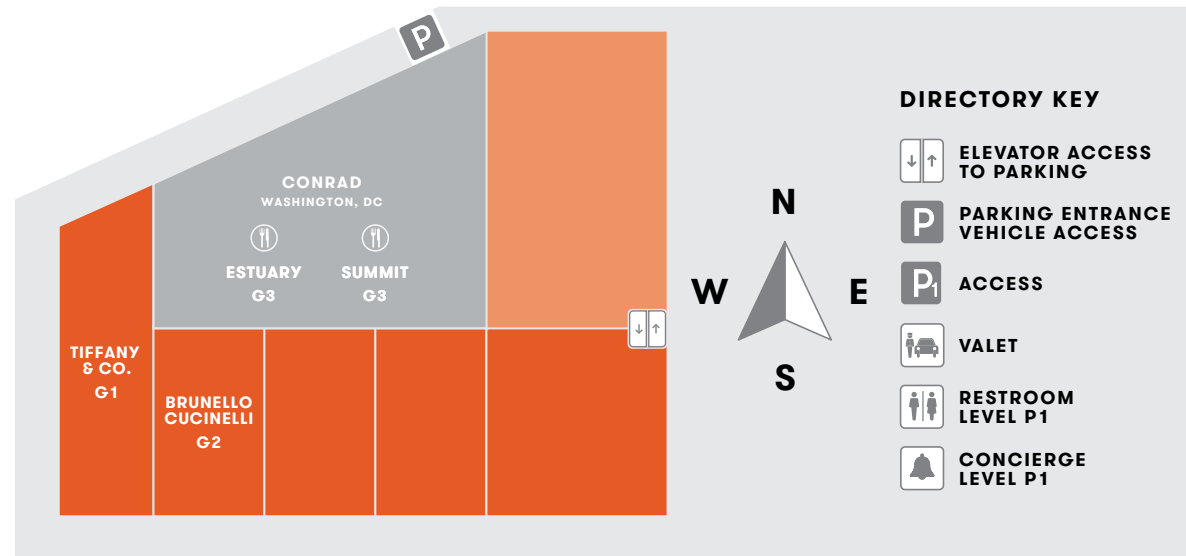 P
CONRAD
WASHINGTON, DC
ESTUARY
G3
SUMMIT
G3
TIFFANY
& CO.
G1
BRUNELLO
CUCINELLI
G2
N
W
E
S
DIRECTORY KEY
ELEVATOR ACCESS
TO PARKING
P
PARKING ENTRANCE
VEHICLE ACCESS
P1
ACCESS
VALET
RESTROOM
LEVEL P1
CONCIERGE
LEVEL P1